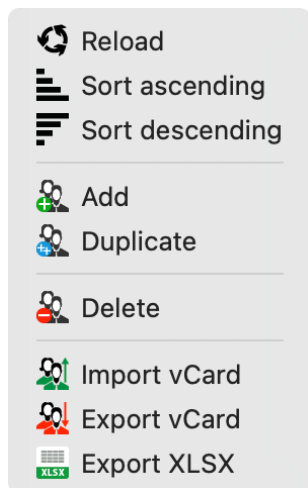 Reload
Sort ascending
Sort descending
Add
Duplicate
Delete
Import vCard
Export vCard
XLSX Export XLSX